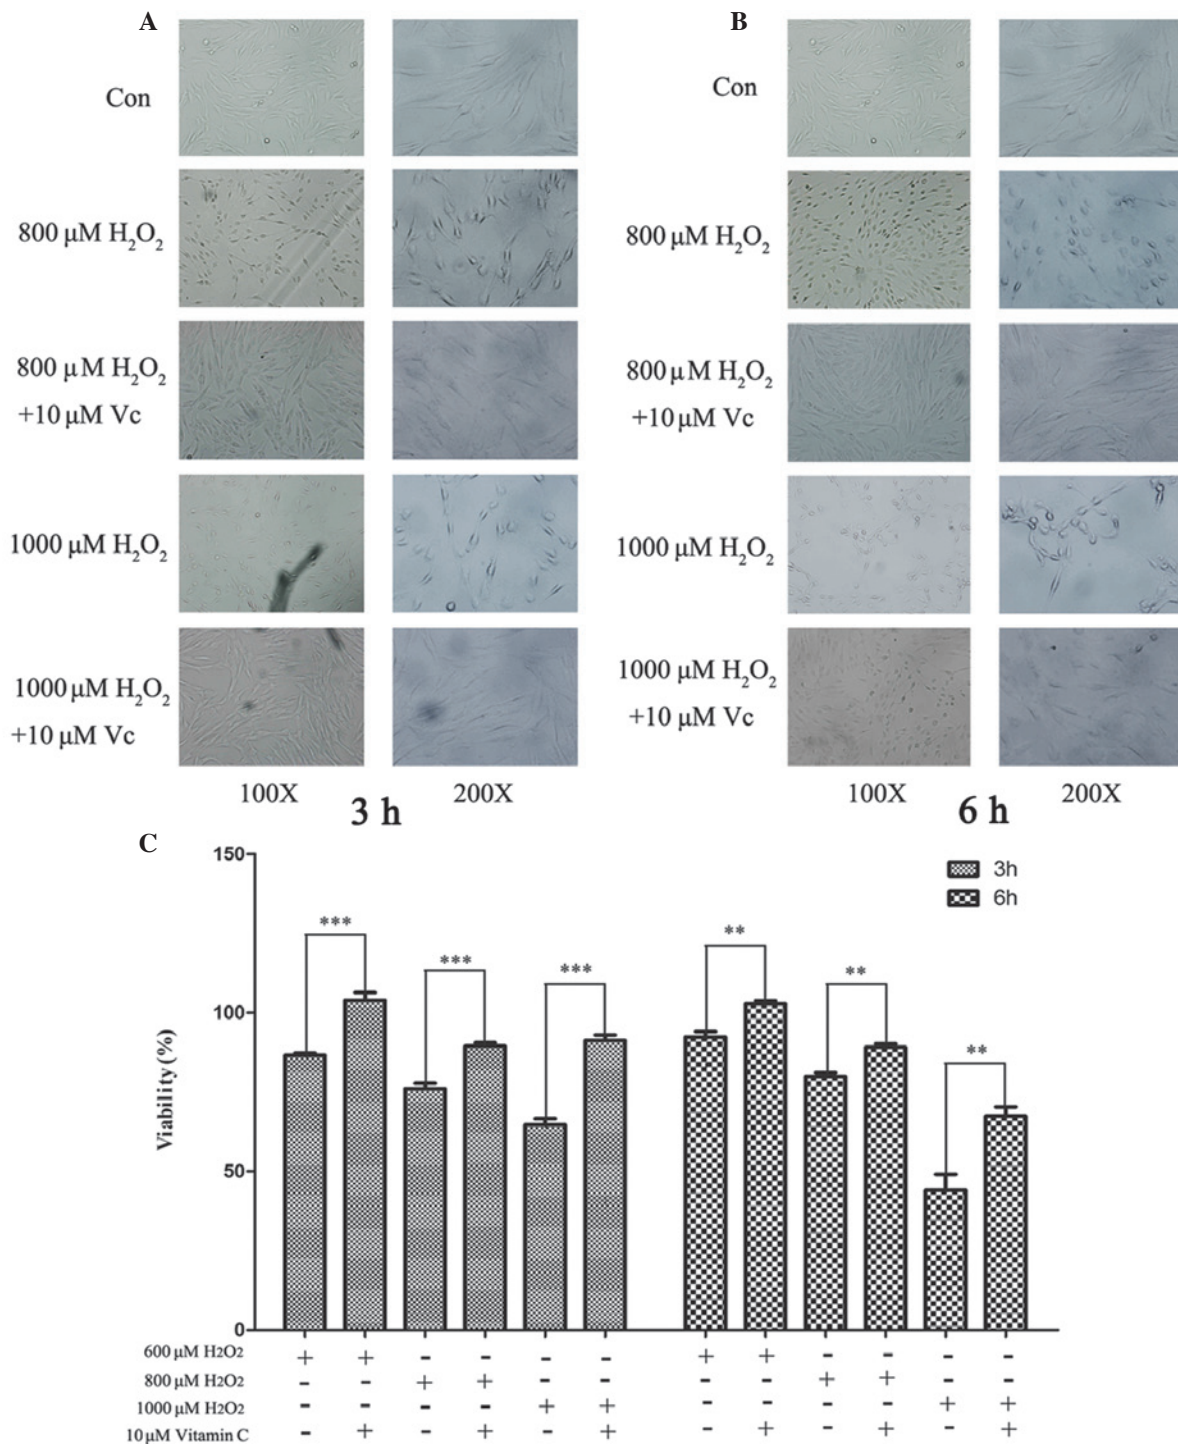 A
B
Con
Con
800 μM H₂O₂
800 μM H₂O₂
800 μM H₂O₂
+10 μM Vc
800 μM H₂O₂
+10 μM Vc
1000 μM H₂O₂
1000 μM H₂O₂
1000 μM H₂O₂
+10 μM Vc
1000 μM H₂O₂
+10 μM Vc
100X
200X
100X
200X
3 h
6 h
C
Viability(%)
150
100
50
0
3h
6h
*** *** *** ** ** **
600 μM H2O2 + + - - - - + + - - - -
800 μM H2O2 - - + + - - - - + + - -
1000 μM H2O2 - - - - + + - - - - + +
10 μM Vitamin C - + - + - + - + - + - +